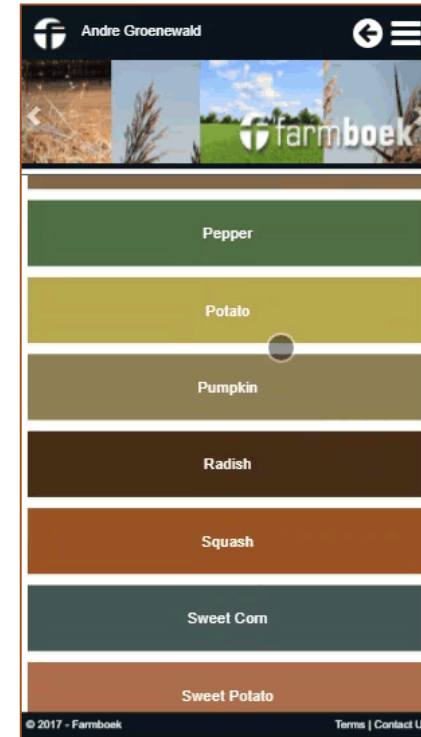 Andre Groenewald
farmboek
Pepper
Potato
Pumpkin
Radish
Squash
Sweet Corn
Sweet Potato
© 2017 - Farmboek Terms | Contact U